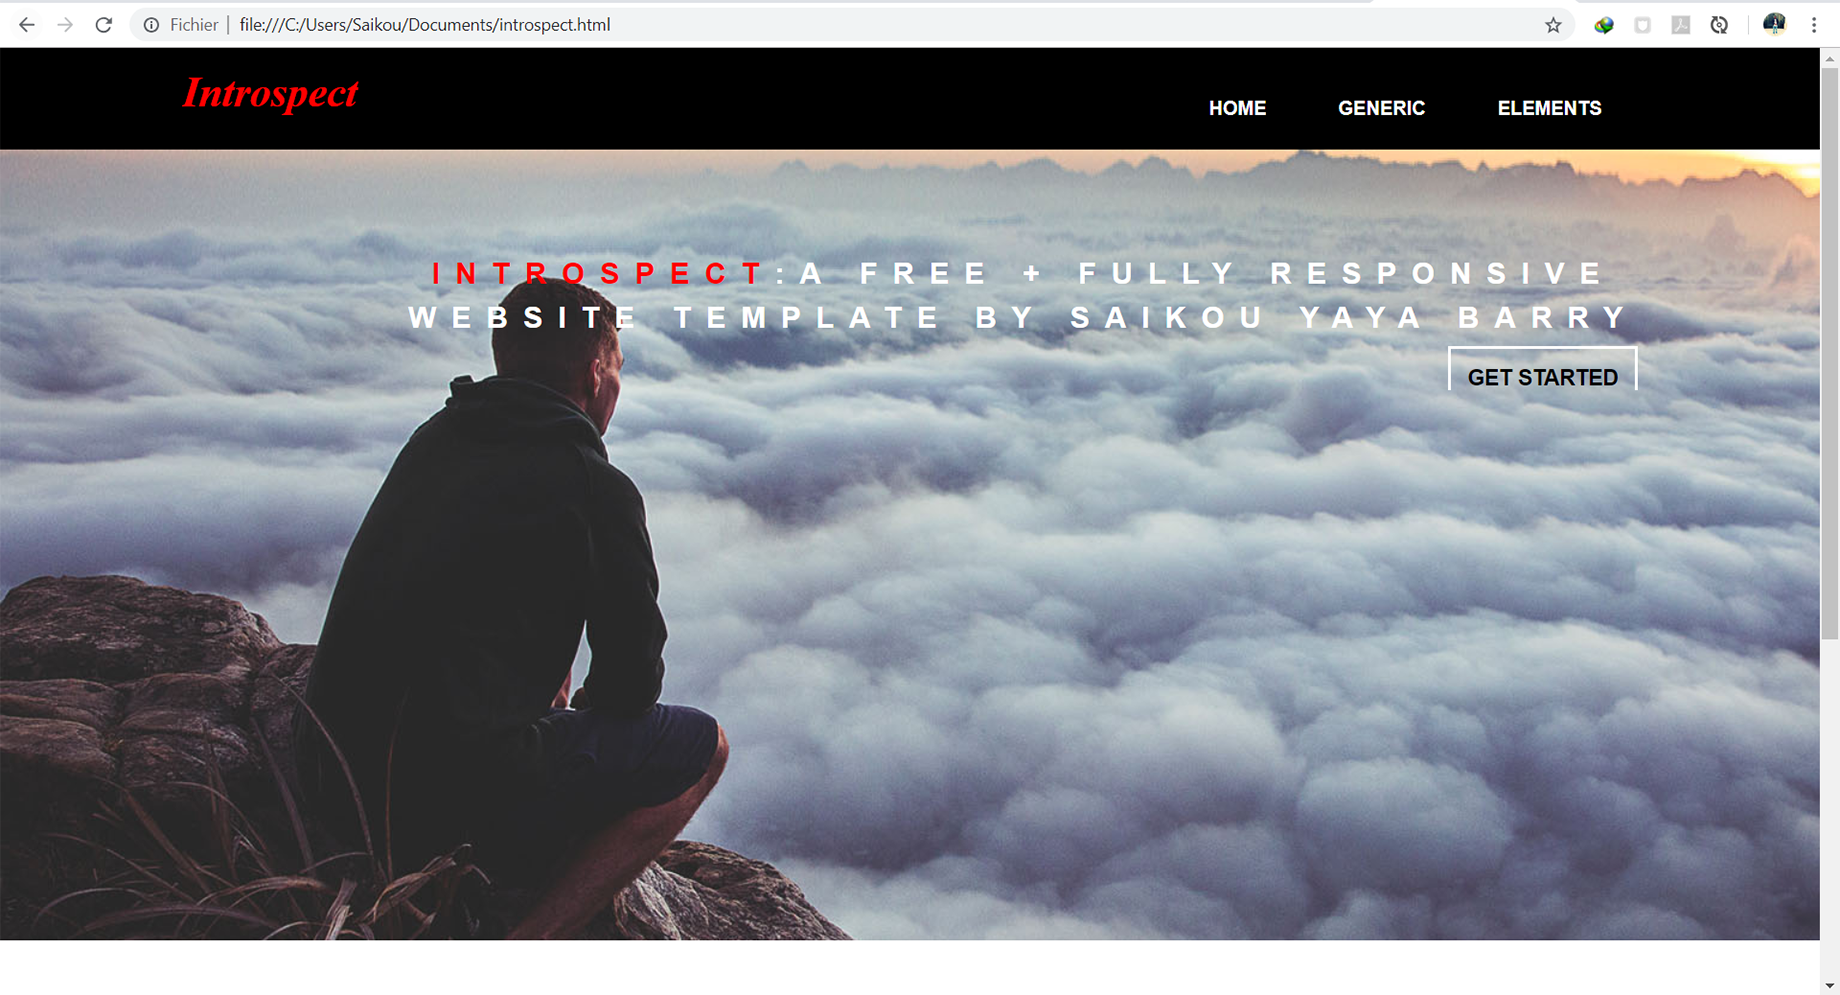 Fichier | file:///C:/Users/Saikou/Documents/introspect.html
Introspect
HOME GENERIC ELEMENTS
INTROSPECT:A FREE + FULLY RESPONSIVE
WEBSITE TEMPLATE BY SAIKOU YAYA BARRY
GET STARTED